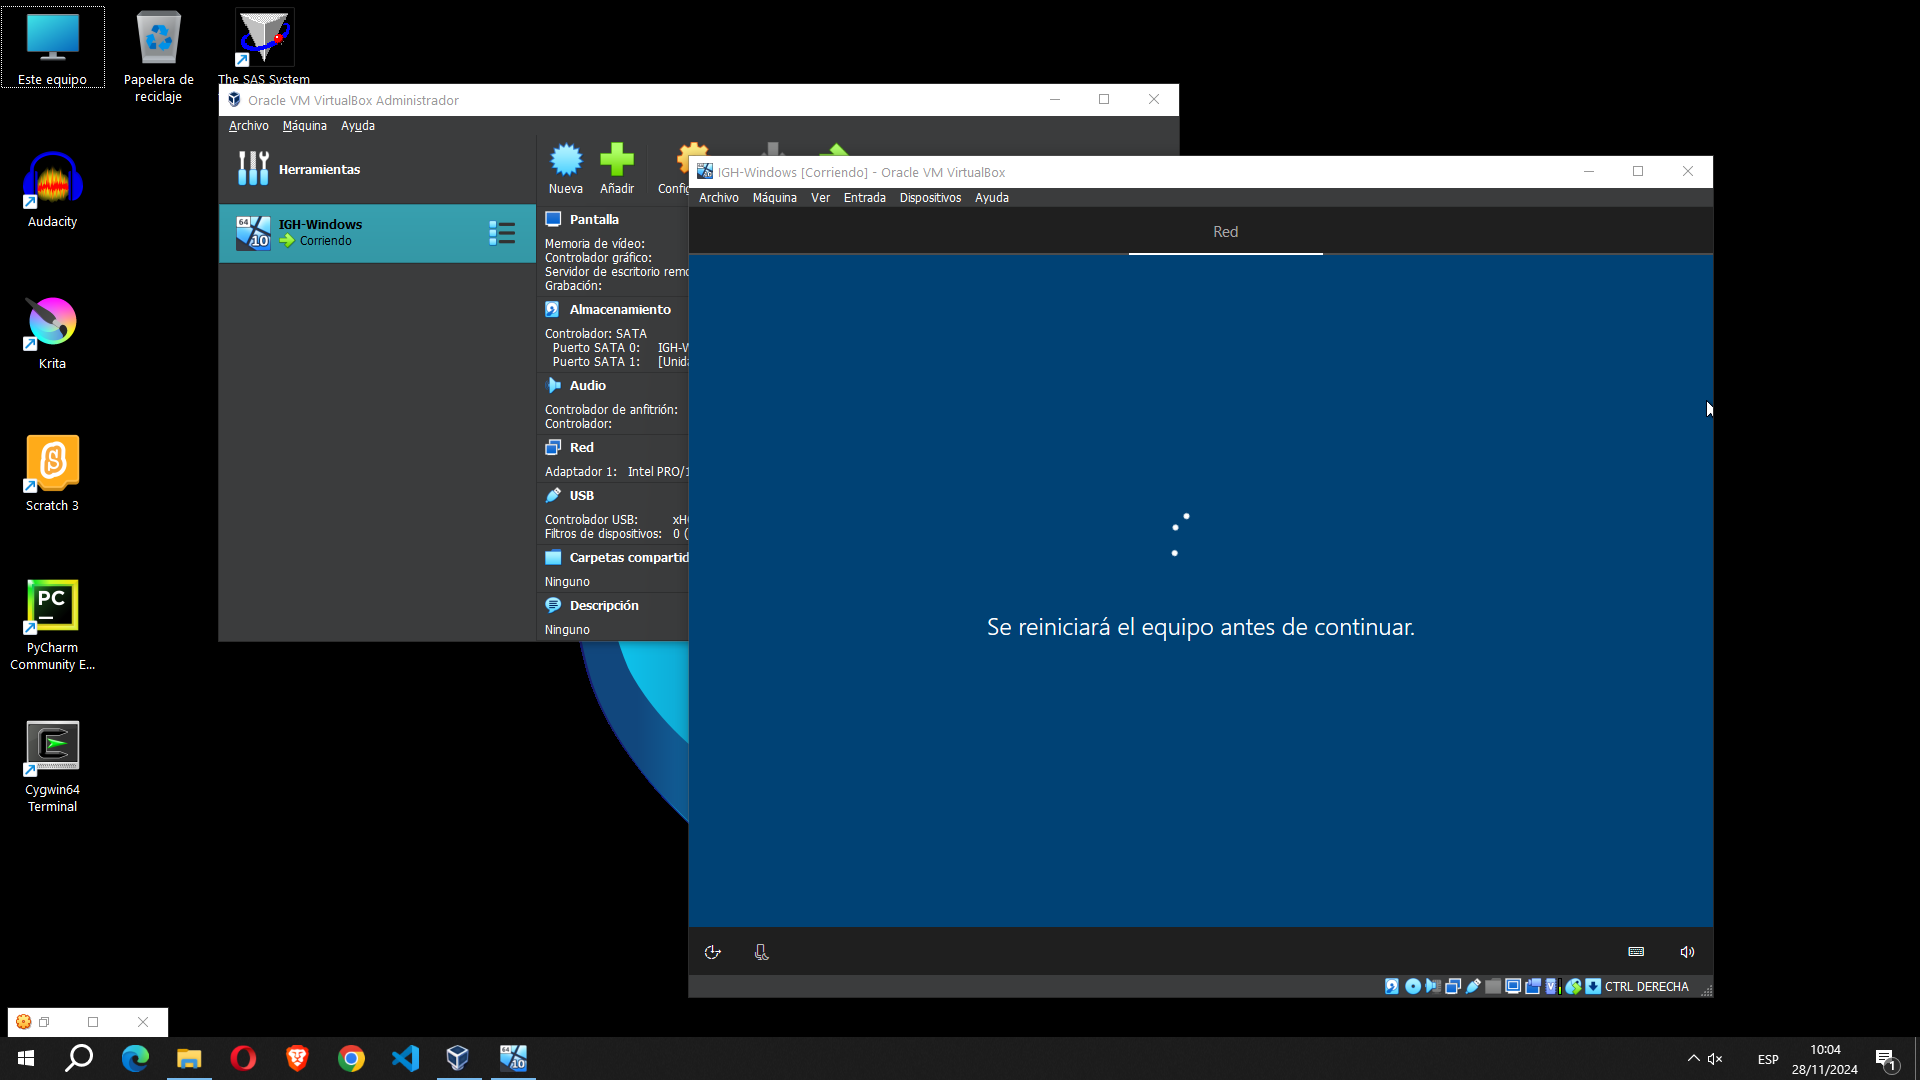 Este equipo
Papelera de
reciclaje
The SAS System
Audacity
Krita
Scratch 3
PyCharm
Community E...
Cygwin64
Terminal
Oracle VM VirtualBox Administrador
Archivo Máquina Ayuda
Herramientas
Nueva Añadir
IGH-Windows
Corriendo
64
10
Pantalla
Memoria de vídeo:
Controlador gráfico:
Servidor de escritorio remo
Grabación:
Almacenamiento
Controlador: SATA
Puerto SATA 0: IGH-W
Puerto SATA 1: [Unida
Audio
Controlador de anfitrión:
Controlador:
Red
Adaptador 1: Intel PRO/1
USB
Controlador USB: xH
Filtros de dispositivos: 0 (
Carpetas compartid
Ninguno
Descripción
Ninguno
IGH-Windows [Corriendo] - Oracle VM VirtualBox
Archivo Máquina Ver Entrada Dispositivos Ayuda
Red
Se reiniciará el equipo antes de continuar.
CTRL DERECHA
ESP
10:04
28/11/2024
1